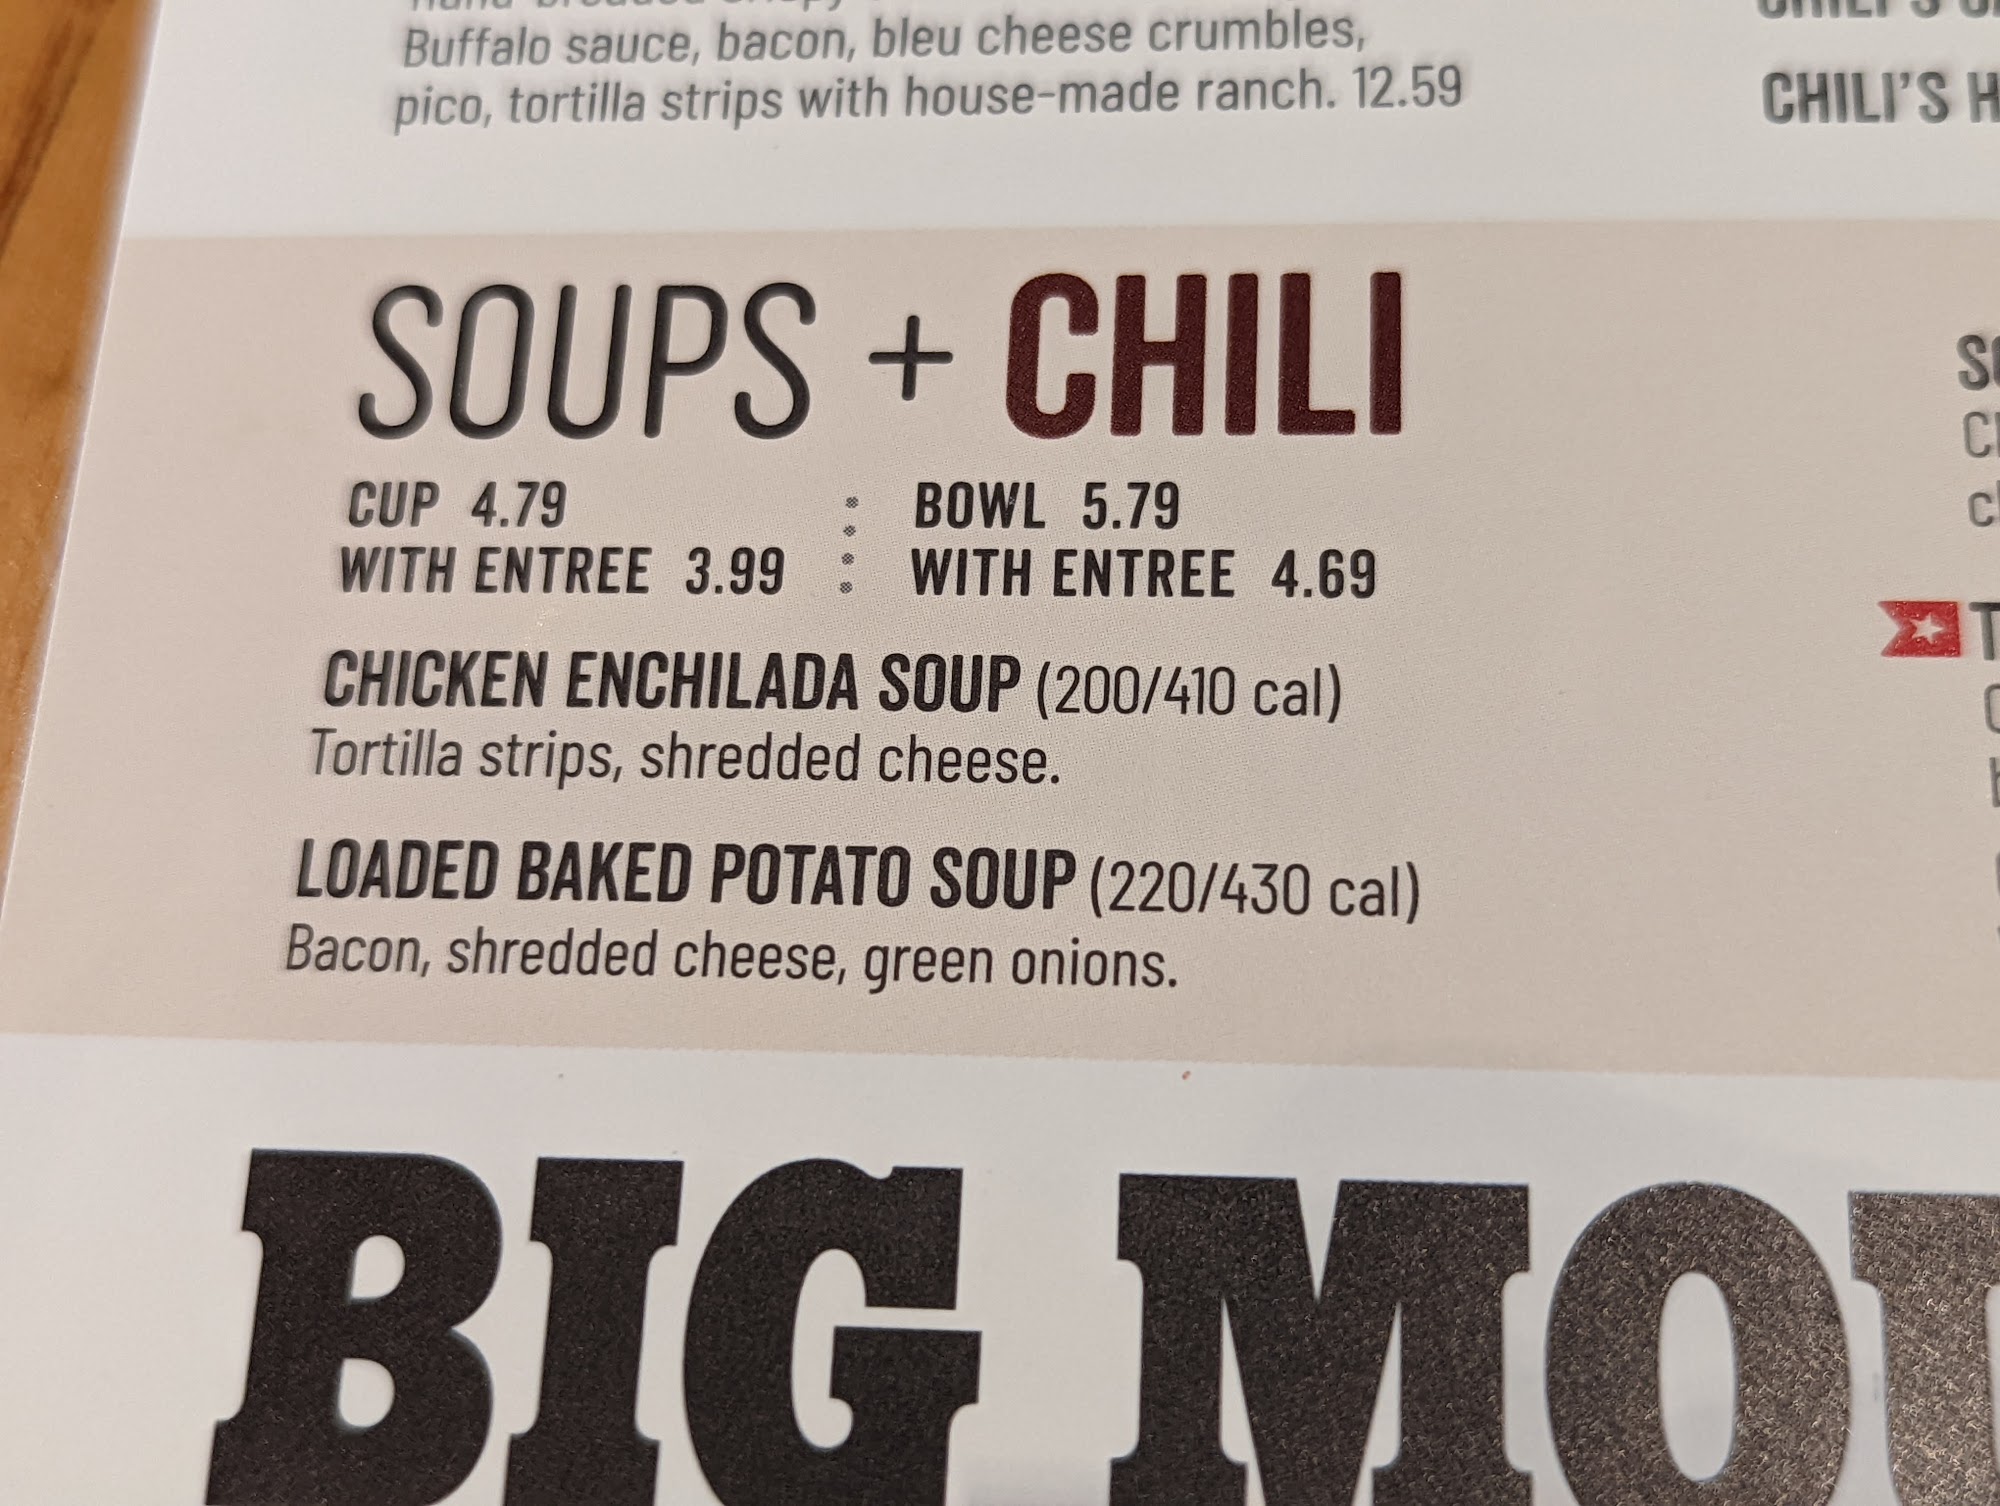 Buffalo sauce, bacon, bleu cheese crumbles,
pico, tortilla strips with house-made ranch. 12.59
CHILI'S
SOUPS + CHILI
CUP 4.79
WITH ENTREE 3.99
BOWL 5.79
WITH ENTREE 4.69
CHICKEN ENCHILADA SOUP (200/410 cal)
Tortilla strips, shredded cheese.
LOADED BAKED POTATO SOUP (220/430 cal)
Bacon, shredded cheese, green onions.
BIG